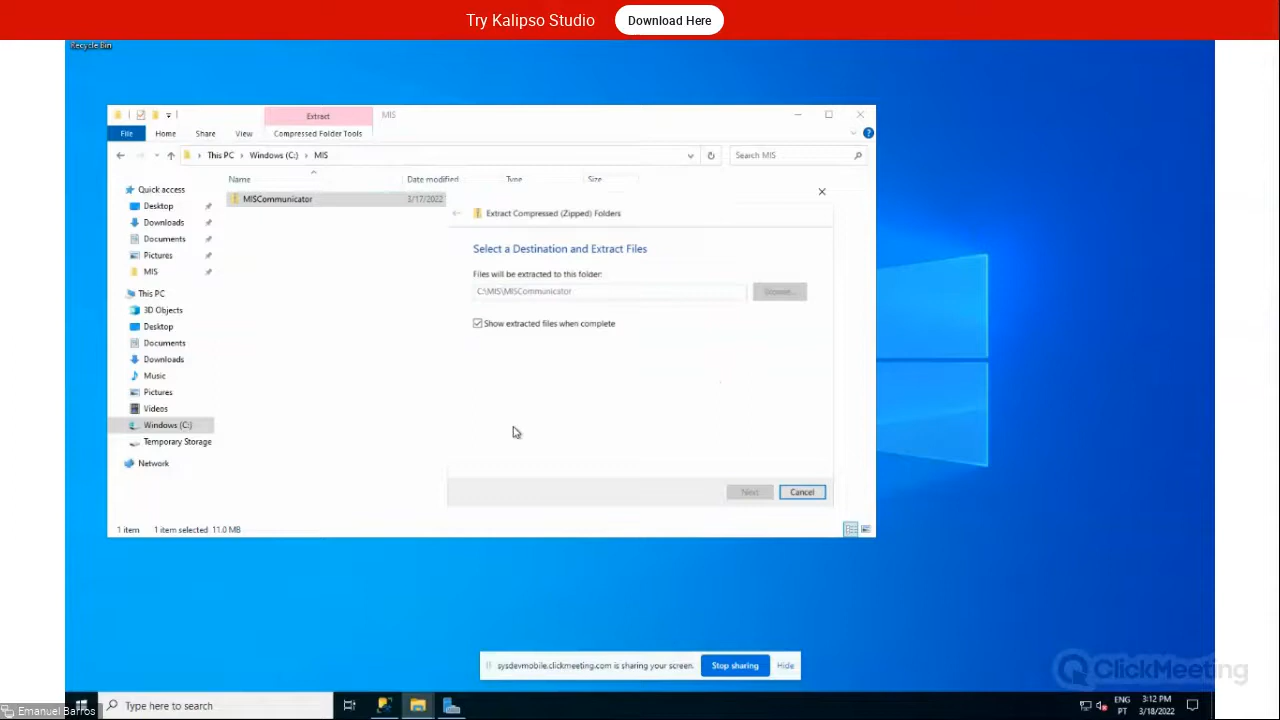 Try Kalipso Studio
Download Here
Recycle Bin
Extract
MIS
File
Home
Share
View
Compressed Folder Tools
This PC
Windows (C:)
MIS
Search MIS
Name
Date modified
Type
Size
Quick access
Desktop
Downloads
Documents
Pictures
MIS
This PC
3D Objects
Desktop
Documents
Downloads
Music
Pictures
Videos
Windows (C:)
Temporary Storage
Network
MISCommunicator
3/17/2022
Extract Compressed (Zipped) Folders
Select a Destination and Extract Files
Files will be extracted to this folder:
C:\MIS\MISCommunicator
Browse...
Show extracted files when complete
Next
Cancel
1 item
1 item selected 11.0 MB
sysdevmobile.clickmeeting.com is sharing your screen.
Stop sharing
Hide
ClickMeeting
Type here to search
Emanuel Barros
ENG
PT
3:12 PM
3/18/2022